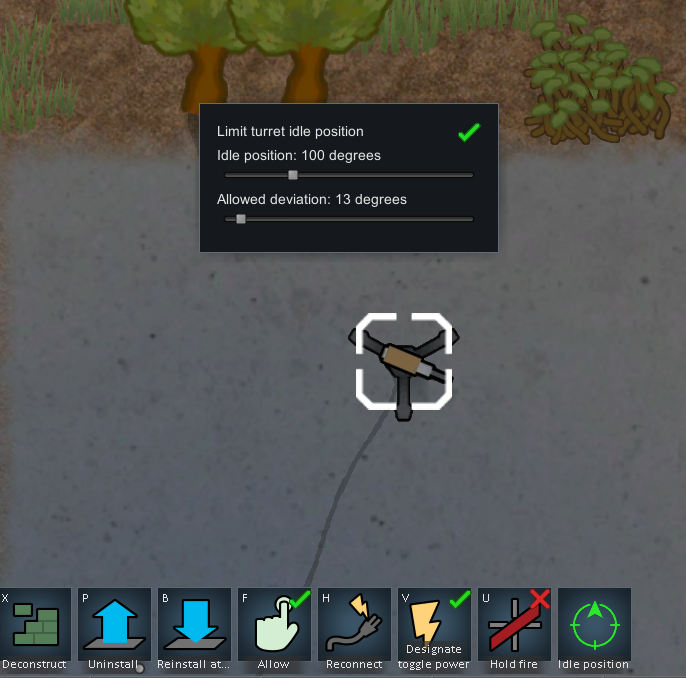 Limit turret idle position
Idle position: 100 degrees
Allowed deviation: 13 degrees
X P B F H V U
Deconstruct Uninstall Reinstall at... Allow Reconnect Designate toggle power Hold fire Idle position